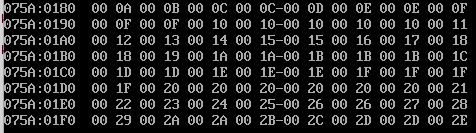 075A:0180 00 0A 00 0B 00 0C 00 0C-00 0D 00 0E 00 0E 00 0F
075A:0190 00 0F 00 0F 00 10 00 10-00 10 00 10 00 10 00 11
075A:01A0 00 12 00 13 00 14 00 15-00 15 00 16 00 17 00 18
075A:01B0 00 18 00 19 00 1A 00 1A-00 1B 00 1B 00 1B 00 1C
075A:01C0 00 1D 00 1D 00 1E 00 1E-00 1E 00 1F 00 1F 00 1F
075A:01D0 00 1F 00 20 00 20 00 20-00 20 00 20 00 20 00 21
075A:01E0 00 22 00 23 00 24 00 25-00 26 00 26 00 27 00 28
075A:01F0 00 29 00 2A 00 2A 00 2B-00 2C 00 2D 00 2D 00 2E